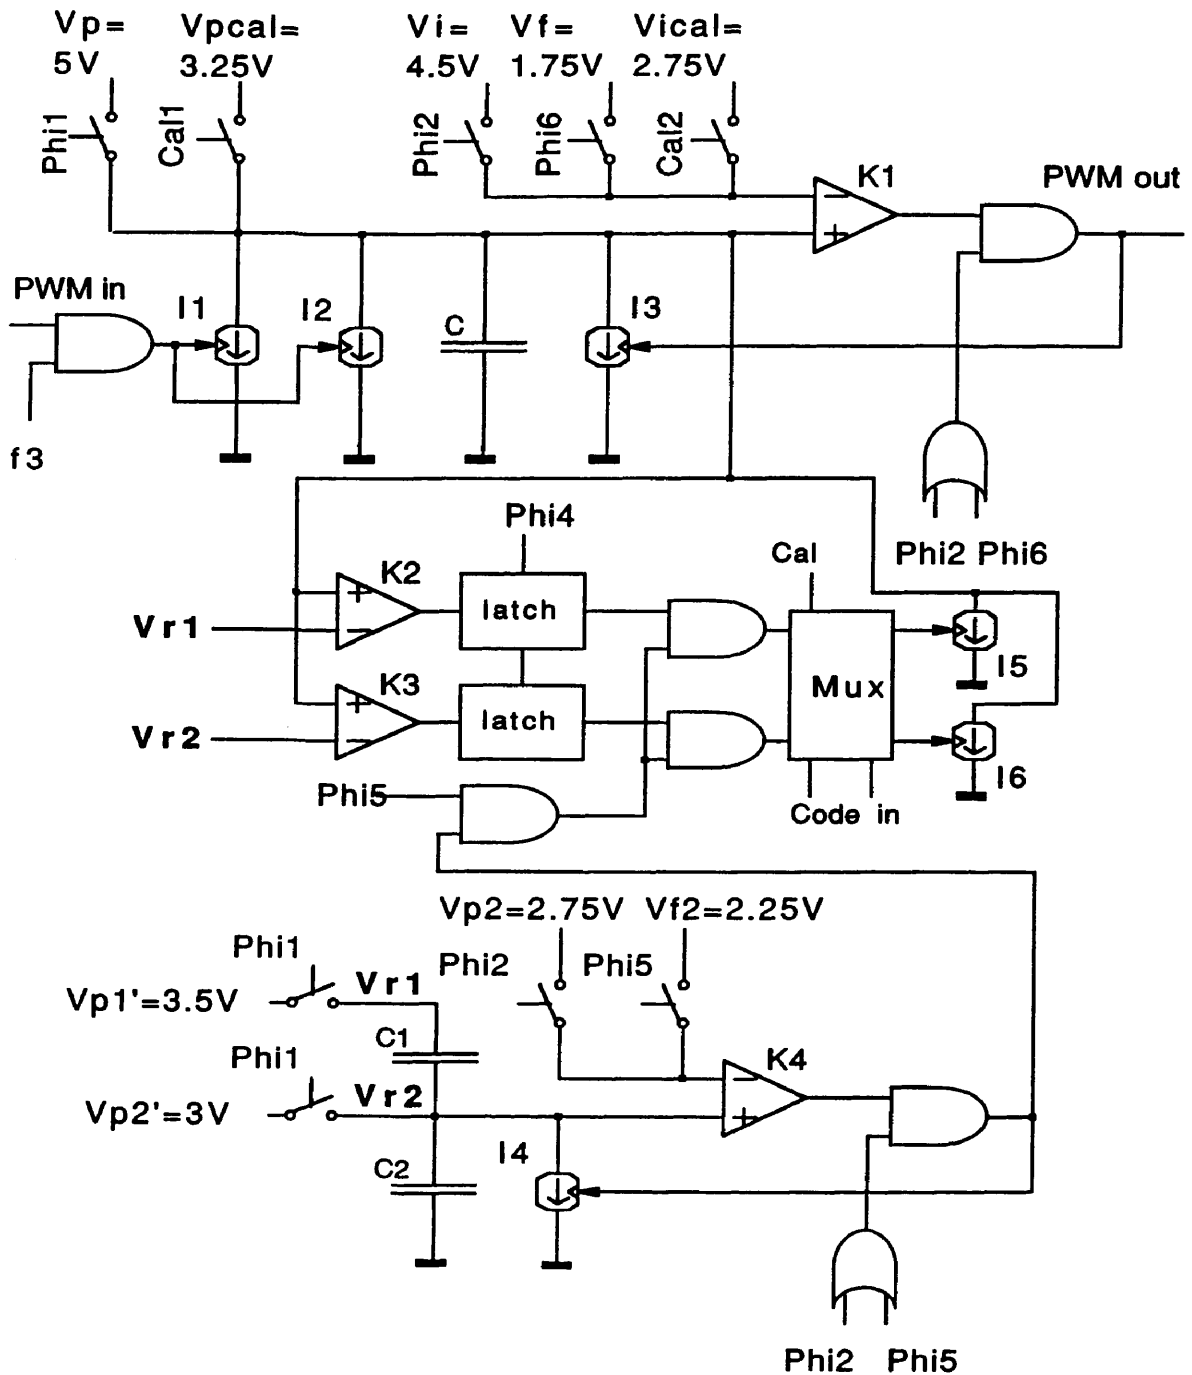 Vp= Vpcal= Vi= Vf= Vical=
5V 3.25V 4.5V 1.75V 2.75V
Phi1 Cal1 Phi2 Phi6 Cal2
K1 PWM out
PWM in
I1 I2 C I3
f3
Phi4
Phi2 Phi6
Cal
K2
latch
Vr1
I5
K3
Mux
latch
Vr2
I6
Phi5
Code in
Vp2=2.75V Vf2=2.25V
Phi1
Phi2 Phi5
Vp1'=3.5V Vr1
C1
Phi1 K4
Vp2'=3V Vr2
I4
C2
Phi2 Phi5